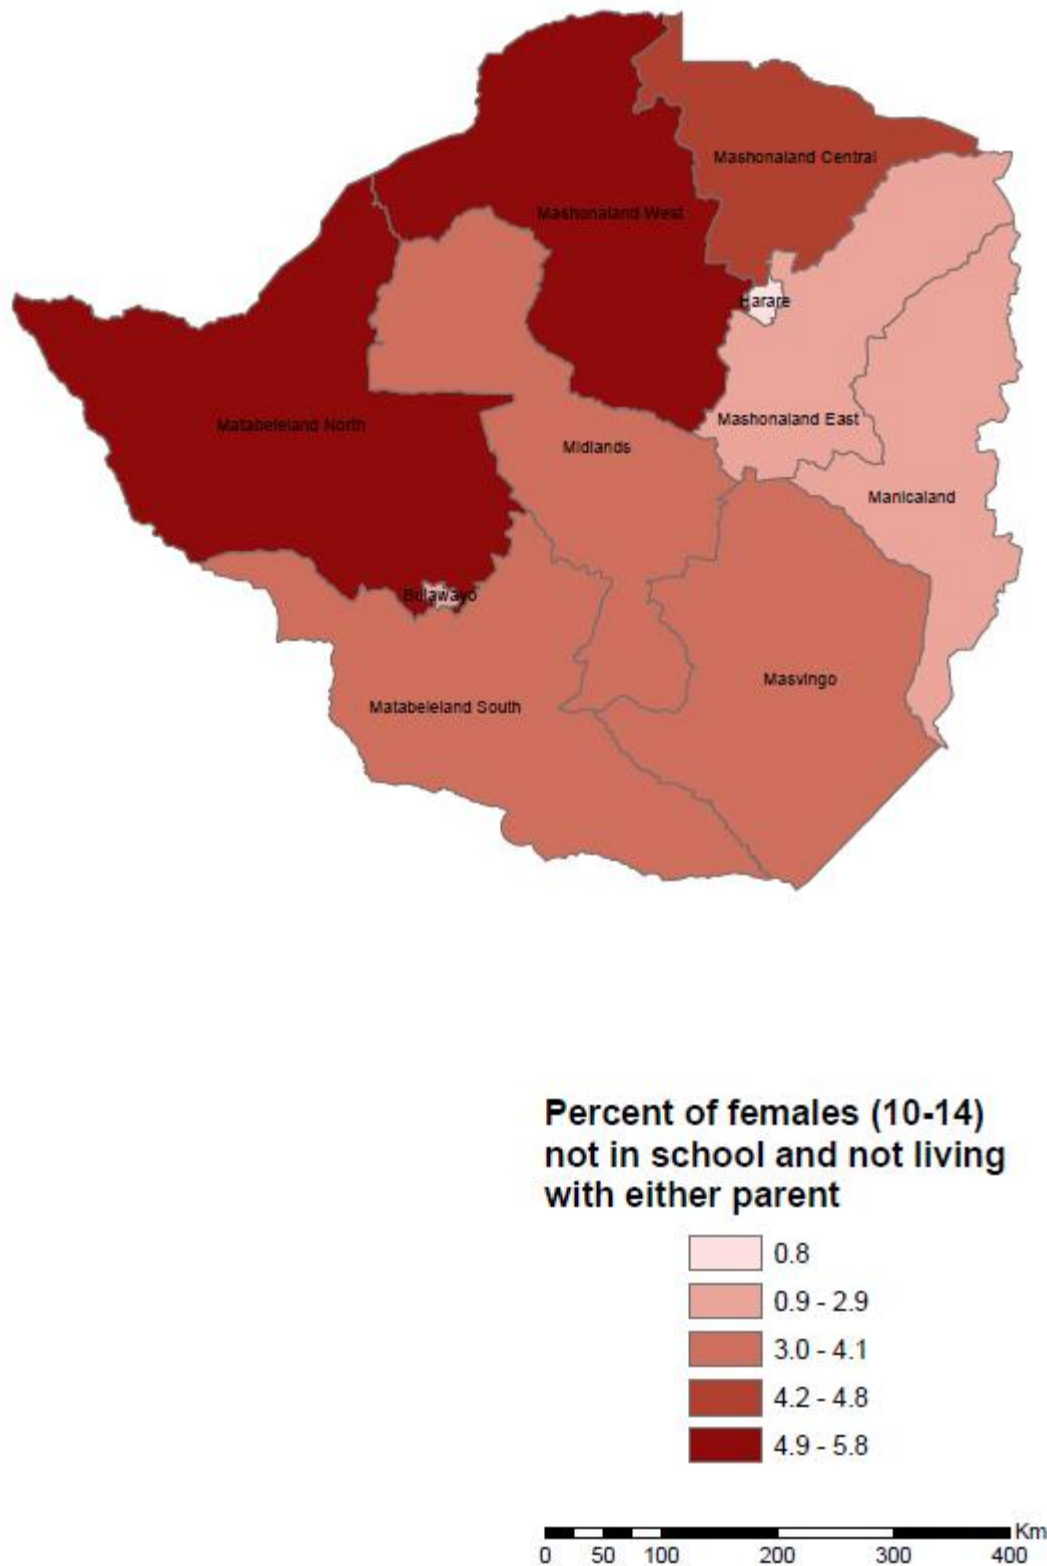 Mashonaland Central
Mashonaland West
Harare
Mashonaland East
Matabeleland North
Midlands
Manicaland
Bulawayo
Masvingo
Matabeleland South
Percent of females (10-14)
not in school and not living
with either parent
0.8
0.9 - 2.9
3.0 - 4.1
4.2 - 4.8
4.9 - 5.8
Km
0 50 100 200 300 400